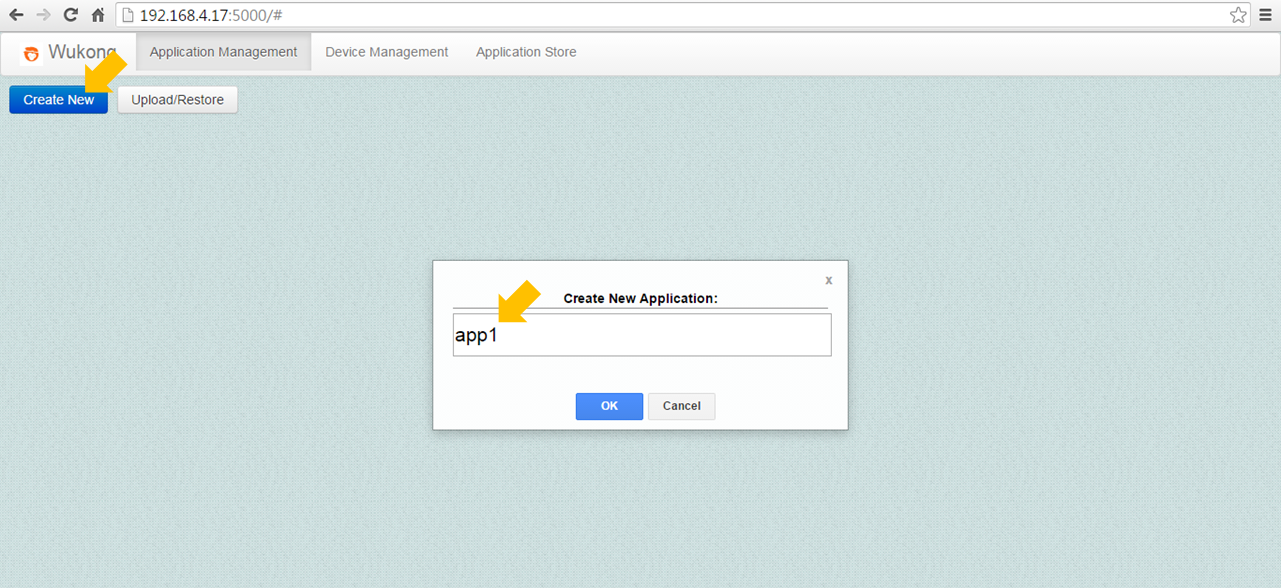 192.168.4.17:5000/#
Wukong Application Management Device Management Application Store
Create New Upload/Restore
x
Create New Application:
app1
OK Cancel